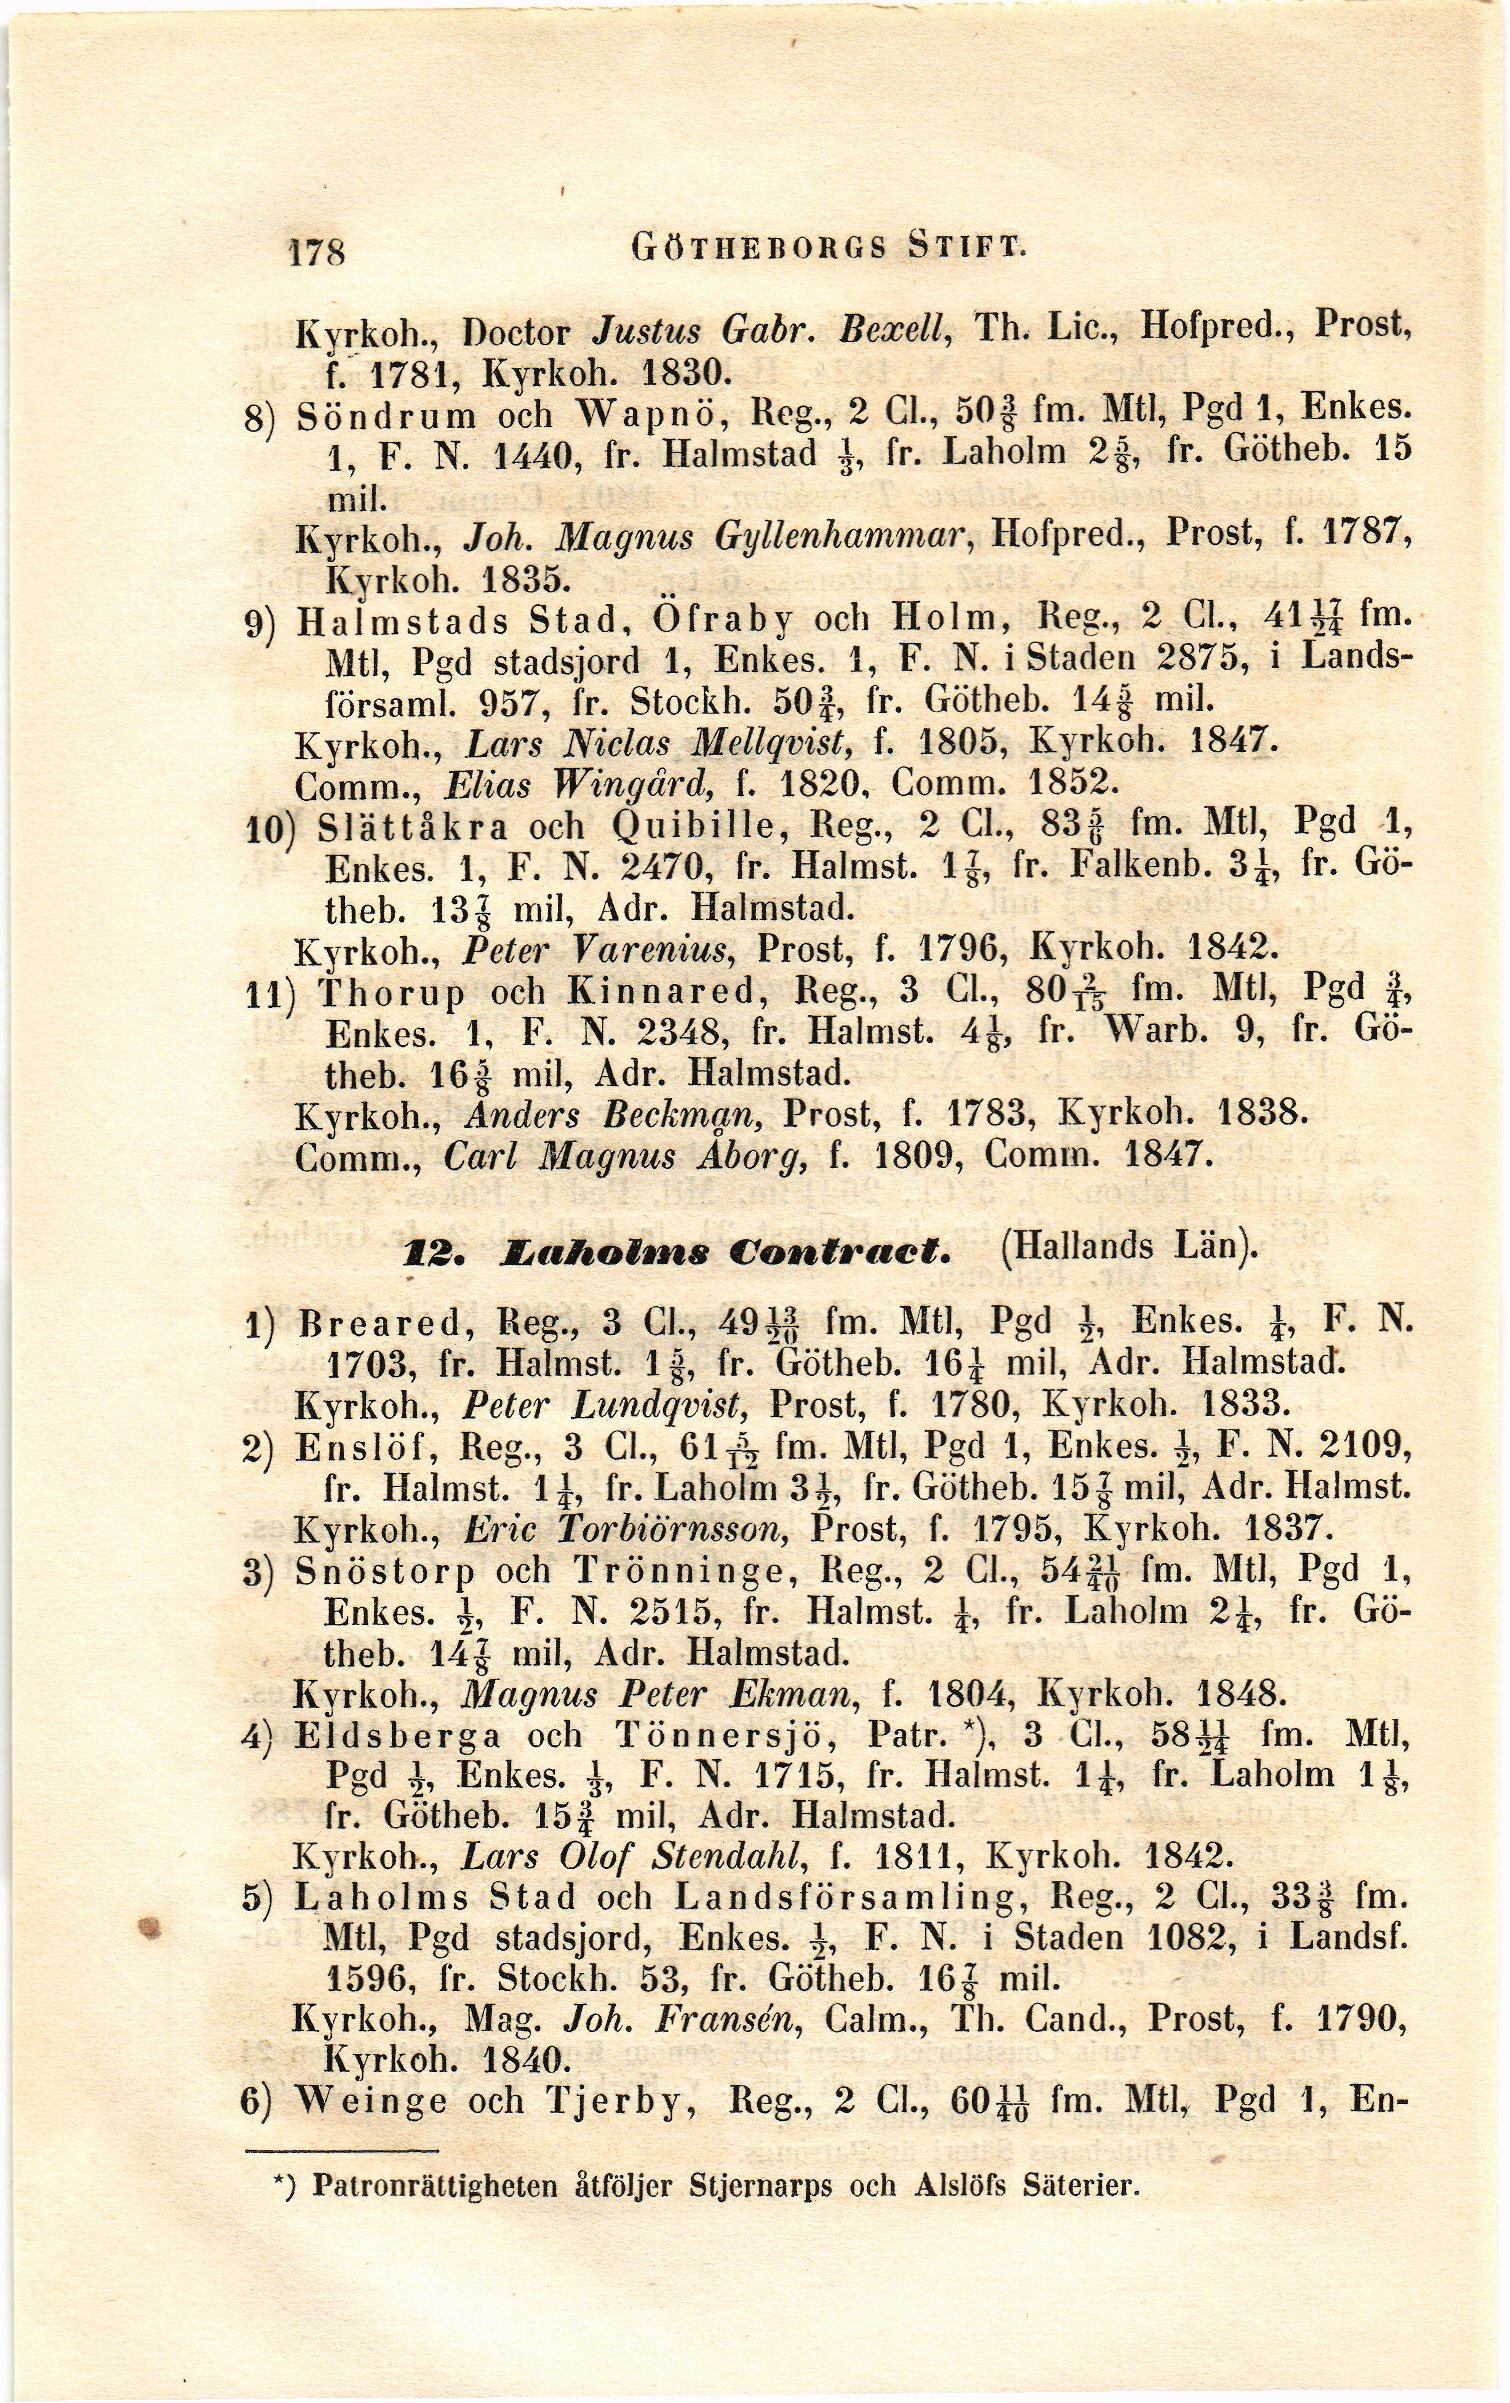 178 GÖTHEBORGS STIFT.
Kyrkoh., Doctor Justus Gabr. Bexell, Th. Lic., Hofpred., Prost,
f. 1781, Kyrkoh. 1830.
8) Söndrum och Wapnö, Reg., 2 Cl., 50⅜ fm. Mtl, Pgd 1, Enkes.
1, F. N. 1440, fr. Halmstad ⅓, fr. Laholm 2⅝, fr. Götheb. 15
mil.
Kyrkoh., Joh. Magnus Gyllenhammar, Hofpred., Prost, f. 1787,
Kyrkoh. 1835.
9) Halmstads Stad, Öfraby och Holm, Reg., 2 Cl., 41 17/24 fm.
Mtl, Pgd stadsjord 1, Enkes. 1, F. N. i Staden 2875, i Lands-
församl. 957, fr. Stockh. 50¾, fr. Götheb. 14⅝ mil.
Kyrkoh., Lars Niclas Mellqvist, f. 1805, Kyrkoh. 1847.
Comm., Elias Wingård, f. 1820, Comm. 1852.
10) Slättåkra och Quibille, Reg., 2 Cl., 83⅚ fm. Mtl, Pgd 1,
Enkes. 1, F. N. 2470, fr. Halmst. 1⅞, fr. Falkenb. 3¼, fr. Gö-
theb. 13⅞ mil, Adr. Halmstad.
Kyrkoh., Peter Varenius, Prost, f. 1796, Kyrkoh. 1842.
11) Thorup och Kinnared, Reg., 3 Cl., 80 2/15 fm. Mtl, Pgd ¾,
Enkes. 1, F. N. 2348, fr. Halmst. 4⅛, fr. Warb. 9, fr. Gö-
theb. 16⅝ mil, Adr. Halmstad.
Kyrkoh., Anders Beckman, Prost, f. 1783, Kyrkoh. 1838.
Comm., Carl Magnus Åborg, f. 1809, Comm. 1847.
12. Laholms Contract. (Hallands Län).
1) Breared, Reg., 3 Cl., 49 13/20 fm. Mtl, Pgd ½, Enkes. ¼, F. N.
1703, fr. Halmst. 1⅝, fr. Götheb. 16¼ mil, Adr. Halmstad.
Kyrkoh., Peter Lundqvist, Prost, f. 1780, Kyrkoh. 1833.
2) Enslöf, Reg., 3 Cl., 61 5/12 fm. Mtl, Pgd 1, Enkes. ½, F. N. 2109,
fr. Halmst. 1¼, fr. Laholm 3½, fr. Götheb. 15⅞ mil, Adr. Halmst.
Kyrkoh., Eric Torbiörnsson, Prost, f. 1795, Kyrkoh. 1837.
3) Snöstorp och Trönninge, Reg., 2 Cl., 54 21/40 fm. Mtl, Pgd 1,
Enkes. ½, F. N. 2515, fr. Halmst. ¼, fr. Laholm 2¼, fr. Gö-
theb. 14⅞ mil, Adr. Halmstad.
Kyrkoh., Magnus Peter Ekman, f. 1804, Kyrkoh. 1848.
4) Eldsberga och Tönnersjö, Patr. *), 3 Cl., 58 11/24 fm. Mtl,
Pgd ½, Enkes. ⅓, F. N. 1715, fr. Halmst. 1¼, fr. Laholm 1⅛,
fr. Götheb. 15¾ mil, Adr. Halmstad.
Kyrkoh., Lars Olof Stendahl, f. 1811, Kyrkoh. 1842.
5) Laholms Stad och Landsförsamling, Reg., 2 Cl., 33⅜ fm.
Mtl, Pgd stadsjord, Enkes. ½, F. N. i Staden 1082, i Landsf.
1596, fr. Stockh. 53, fr. Götheb. 16⅞ mil.
Kyrkoh., Mag. Joh. Fransén, Calm., Th. Cand., Prost, f. 1790,
Kyrkoh. 1840.
6) Weinge och Tjerby, Reg., 2 Cl., 60 11/40 fm. Mtl, Pgd 1, En-
*) Patronrättigheten åtföljer Stjernarps och Alslöfs Säterier.